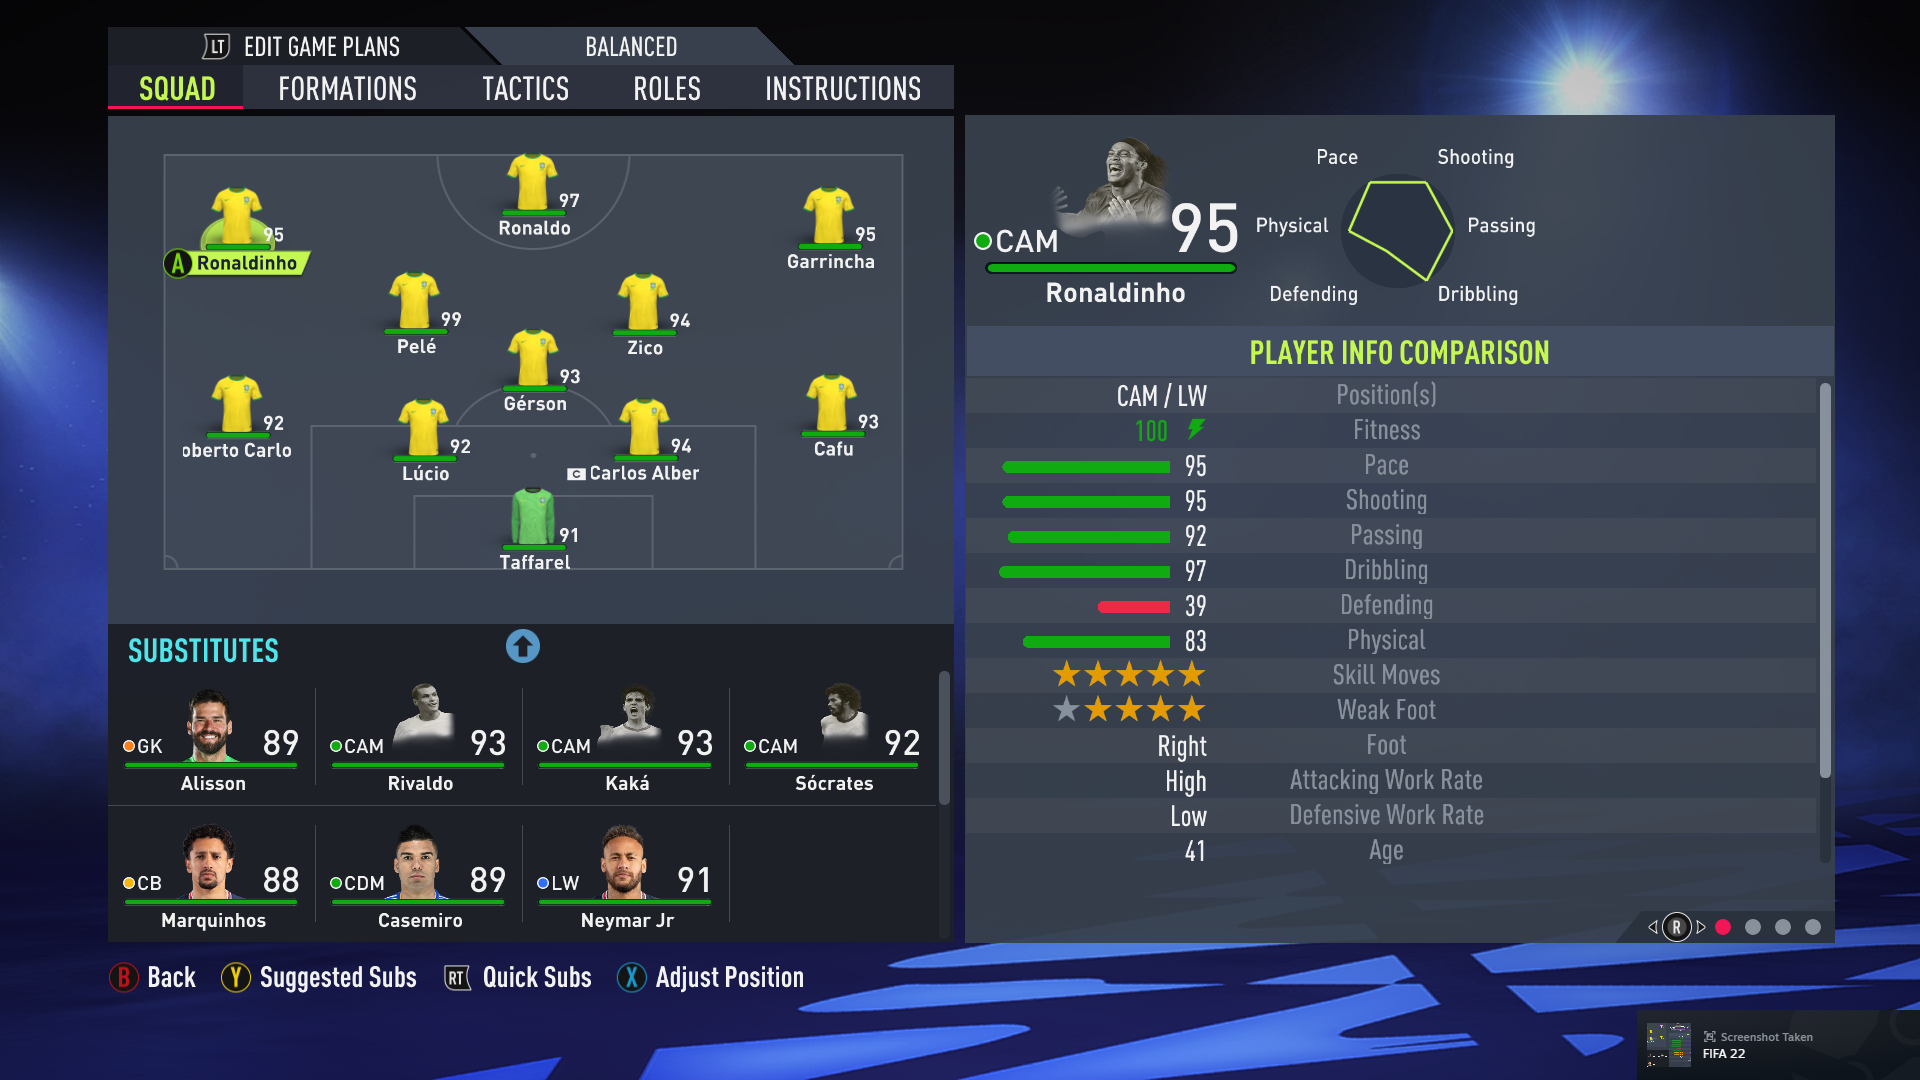 LT EDIT GAME PLANS
BALANCED
SQUAD FORMATIONS TACTICS ROLES INSTRUCTIONS
97
Ronaldo
95
A Ronaldinho
95
Garrincha
99
Pelé
94
Zico
93
Gérson
92
oberto Carlo
92
Lúcio
94
C Carlos Alber
93
Cafu
91
Taffarel
SUBSTITUTES
GK 89
Alisson
CAM 93
Rivaldo
CAM 93
Kaká
CAM 92
Sócrates
CB 88
Marquinhos
CDM 89
Casemiro
LW 91
Neymar Jr
CAM 95
Ronaldinho
Pace Shooting
Physical Passing
Defending Dribbling
PLAYER INFO COMPARISON
CAM / LW Position(s)
100 Fitness
95 Pace
95 Shooting
92 Passing
97 Dribbling
39 Defending
83 Physical
Skill Moves
Weak Foot
Right Foot
High Attacking Work Rate
Low Defensive Work Rate
41 Age
R
B Back Y Suggested Subs RT Quick Subs X Adjust Position
Screenshot Taken
FIFA 22